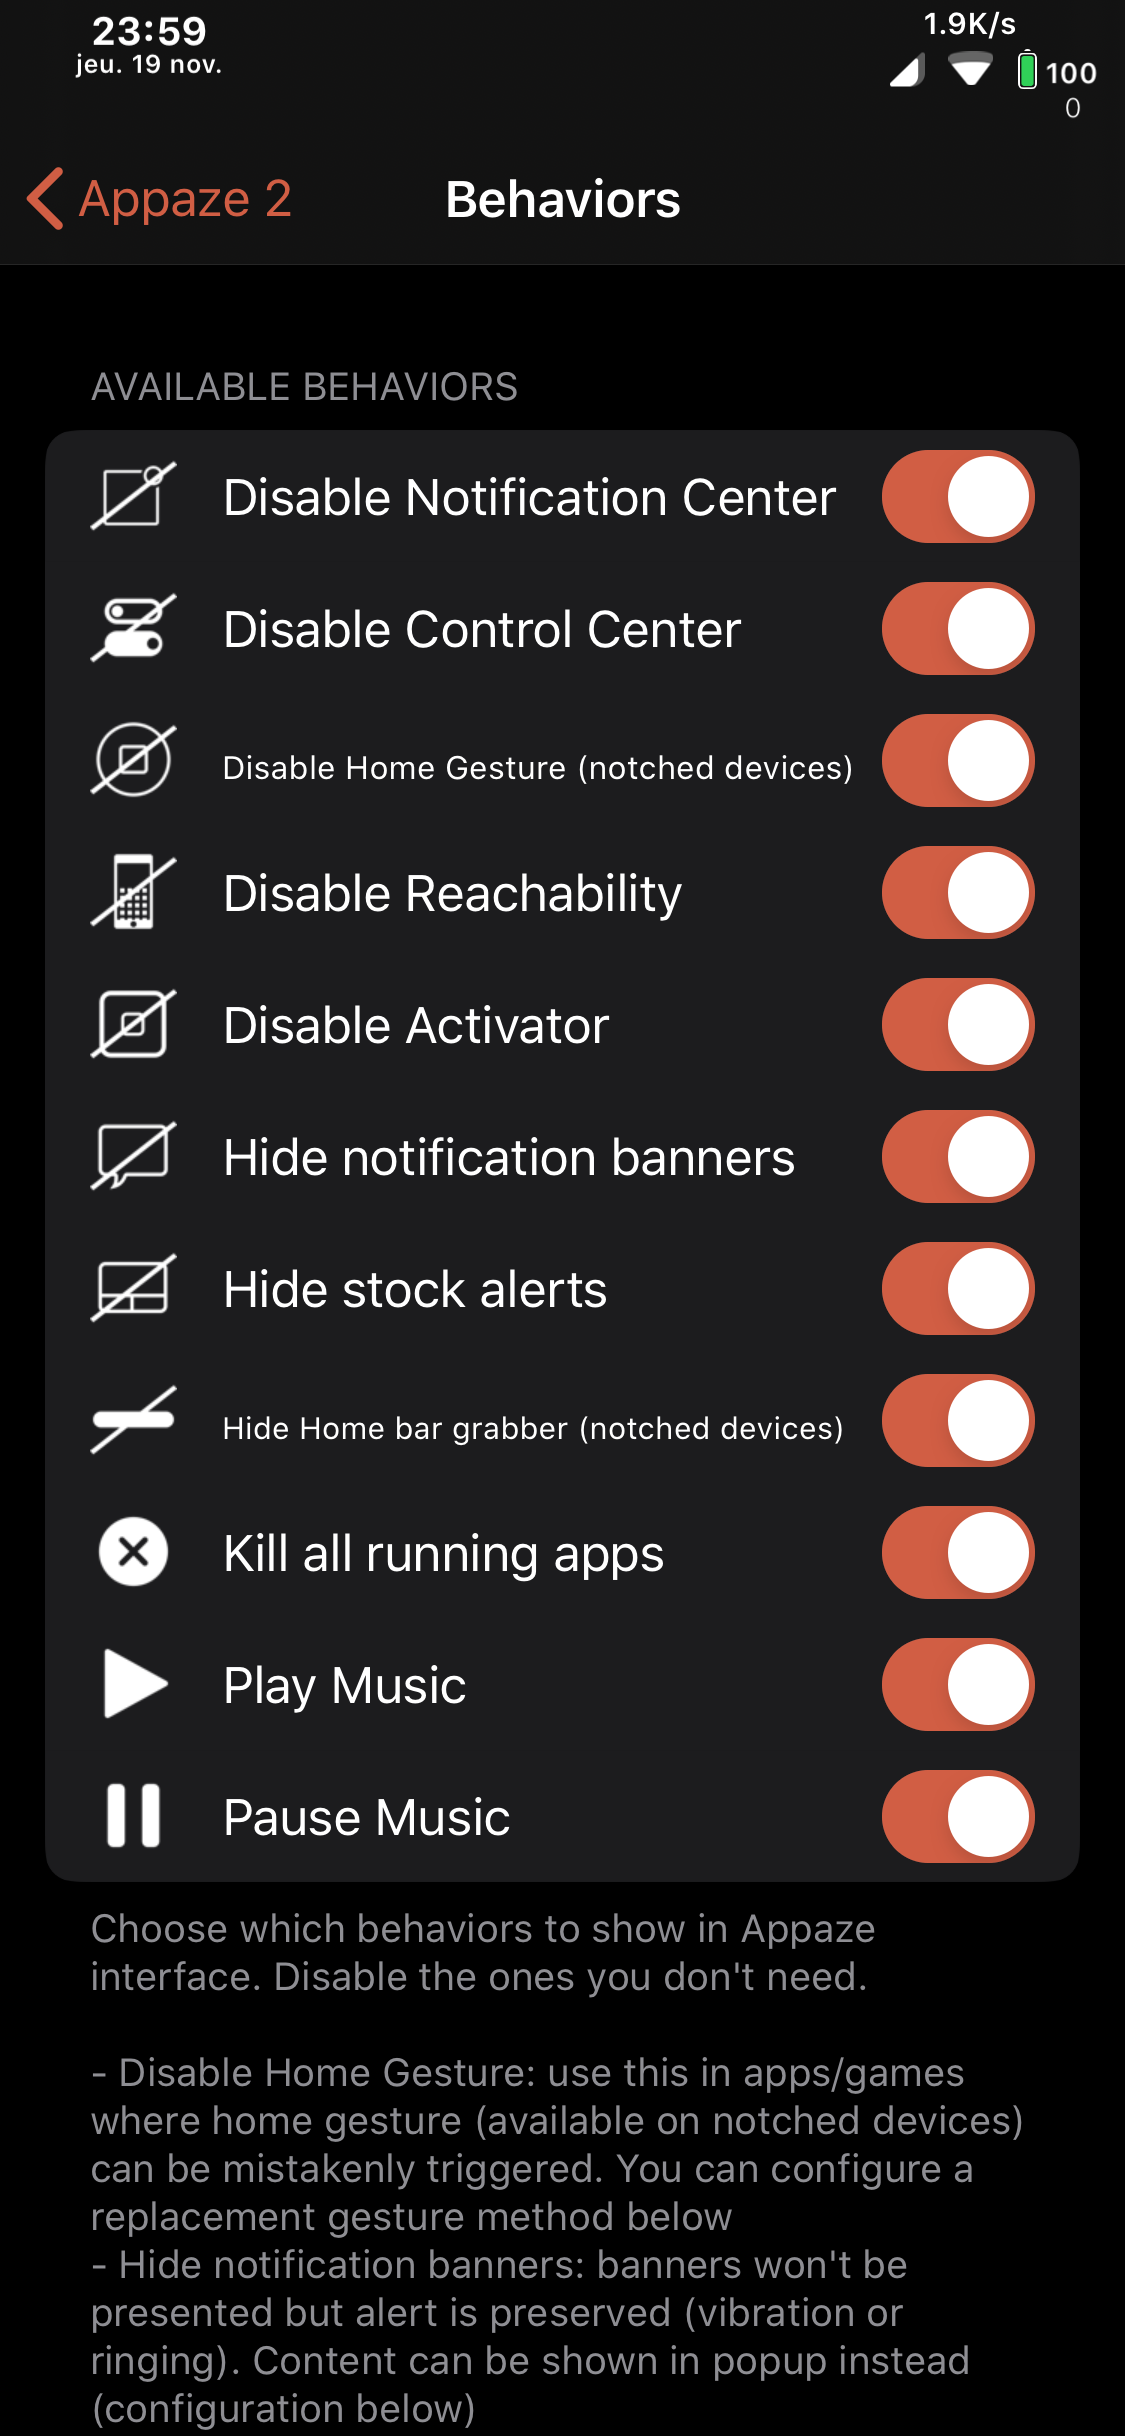 23:59
jeu. 19 nov.
1.9K/s
100
0
Appaze 2
Behaviors
AVAILABLE BEHAVIORS
Disable Notification Center
Disable Control Center
Disable Home Gesture (notched devices)
Disable Reachability
Disable Activator
Hide notification banners
Hide stock alerts
Hide Home bar grabber (notched devices)
Kill all running apps
Play Music
Pause Music
Choose which behaviors to show in Appaze
interface. Disable the ones you don't need.
- Disable Home Gesture: use this in apps/games
where home gesture (available on notched devices)
can be mistakenly triggered. You can configure a
replacement gesture method below
- Hide notification banners: banners won't be
presented but alert is preserved (vibration or
ringing). Content can be shown in popup instead
(configuration below)